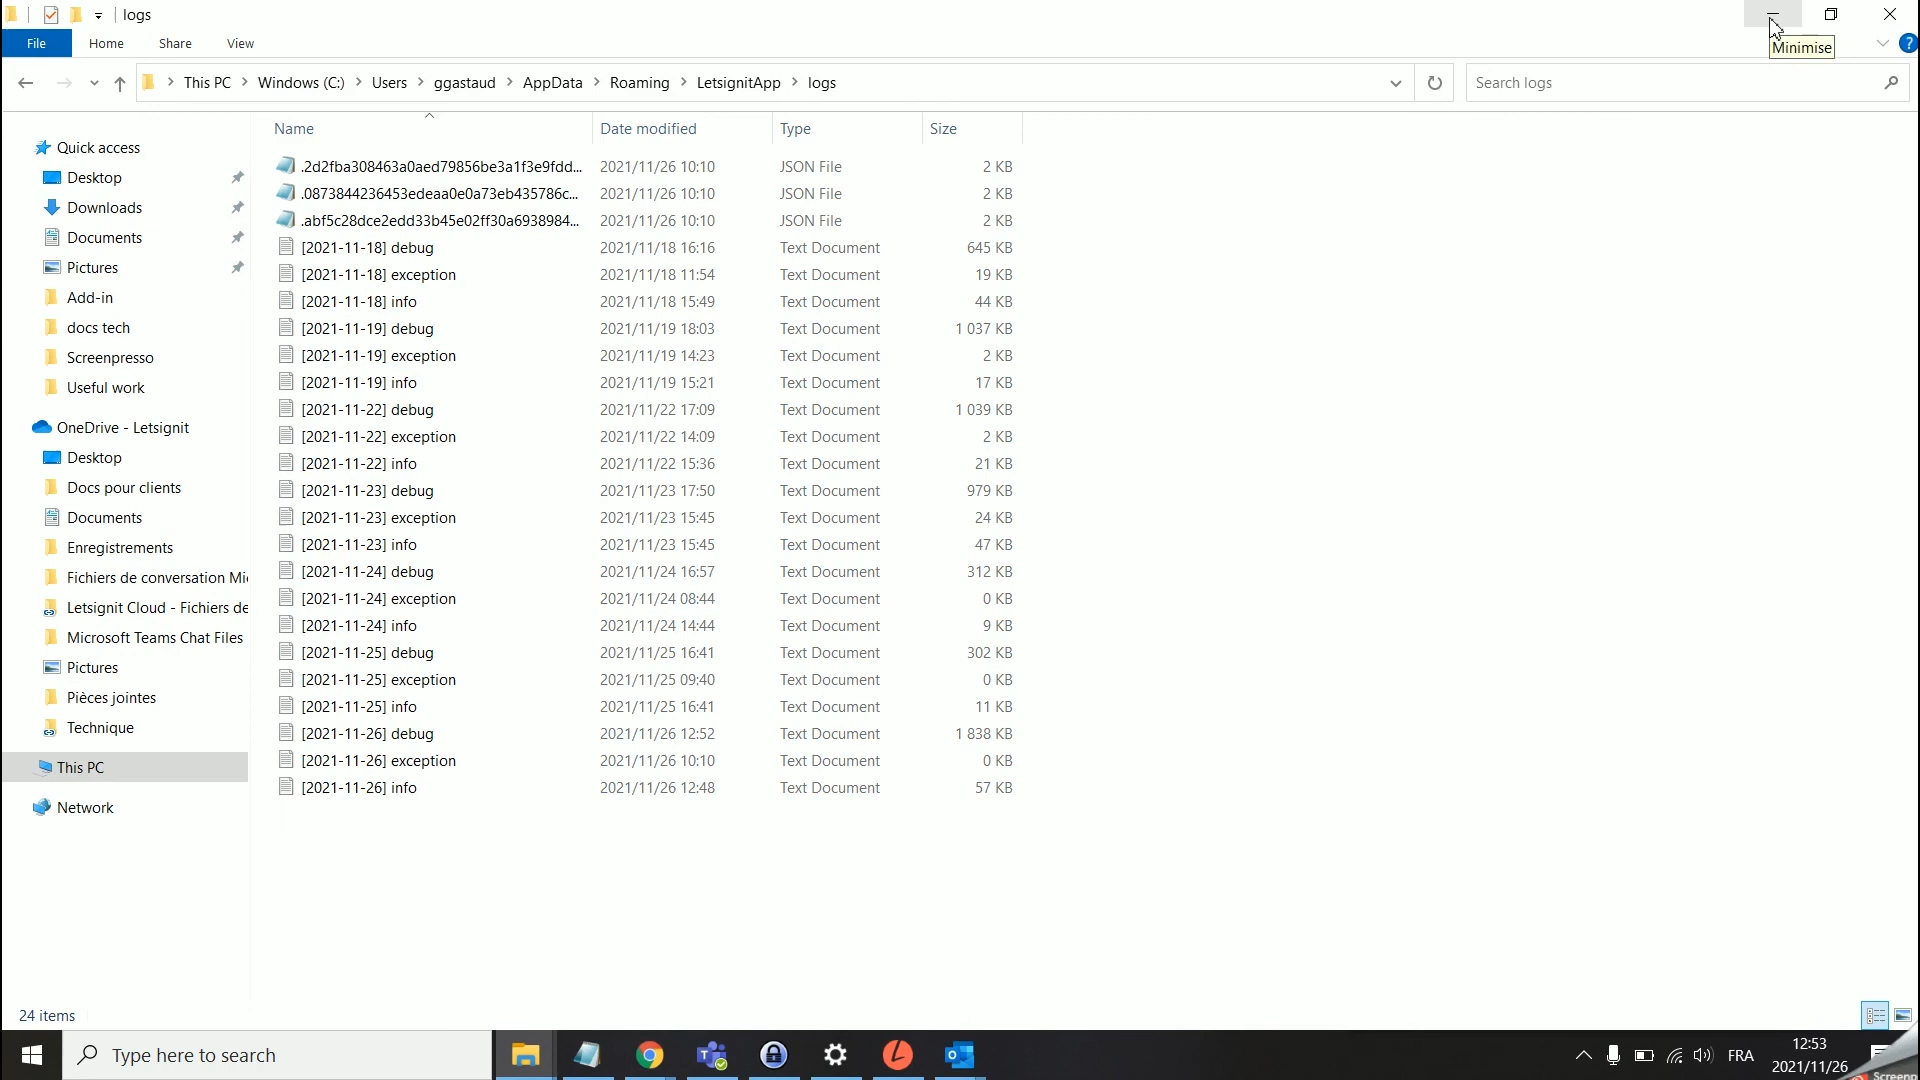 logs
Minimise
File Home Share View
This PC Windows (C:) Users ggastaud AppData Roaming LetsignitApp logs
Search logs
Name Date modified Type Size
Quick access
Desktop
Downloads
Documents
Pictures
Add-in
docs tech
Screenpresso
Useful work
OneDrive - Letsignit
Desktop
Docs pour clients
Documents
Enregistrements
Fichiers de conversation Mi
Letsignit Cloud - Fichiers de
Microsoft Teams Chat Files
Pictures
Pièces jointes
Technique
This PC
Network
.2d2fba308463a0aed79856be3a1f3e9fdd... 2021/11/26 10:10 JSON File 2 KB
.0873844236453edeaa0e0a73eb435786c... 2021/11/26 10:10 JSON File 2 KB
.abf5c28dce2edd33b45e02ff30a6938984... 2021/11/26 10:10 JSON File 2 KB
[2021-11-18] debug 2021/11/18 16:16 Text Document 645 KB
[2021-11-18] exception 2021/11/18 11:54 Text Document 19 KB
[2021-11-18] info 2021/11/18 15:49 Text Document 44 KB
[2021-11-19] debug 2021/11/19 18:03 Text Document 1 037 KB
[2021-11-19] exception 2021/11/19 14:23 Text Document 2 KB
[2021-11-19] info 2021/11/19 15:21 Text Document 17 KB
[2021-11-22] debug 2021/11/22 17:09 Text Document 1 039 KB
[2021-11-22] exception 2021/11/22 14:09 Text Document 2 KB
[2021-11-22] info 2021/11/22 15:36 Text Document 21 KB
[2021-11-23] debug 2021/11/23 17:50 Text Document 979 KB
[2021-11-23] exception 2021/11/23 15:45 Text Document 24 KB
[2021-11-23] info 2021/11/23 15:45 Text Document 47 KB
[2021-11-24] debug 2021/11/24 16:57 Text Document 312 KB
[2021-11-24] exception 2021/11/24 08:44 Text Document 0 KB
[2021-11-24] info 2021/11/24 14:44 Text Document 9 KB
[2021-11-25] debug 2021/11/25 16:41 Text Document 302 KB
[2021-11-25] exception 2021/11/25 09:40 Text Document 0 KB
[2021-11-25] info 2021/11/25 16:41 Text Document 11 KB
[2021-11-26] debug 2021/11/26 12:52 Text Document 1 838 KB
[2021-11-26] exception 2021/11/26 10:10 Text Document 0 KB
[2021-11-26] info 2021/11/26 12:48 Text Document 57 KB
24 items
Type here to search
FRA
12:53
2021/11/26
Screenp